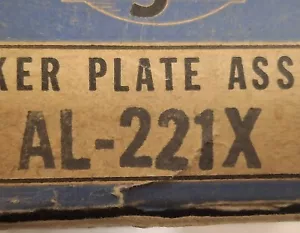 KER PLATE ASS
AL-221X